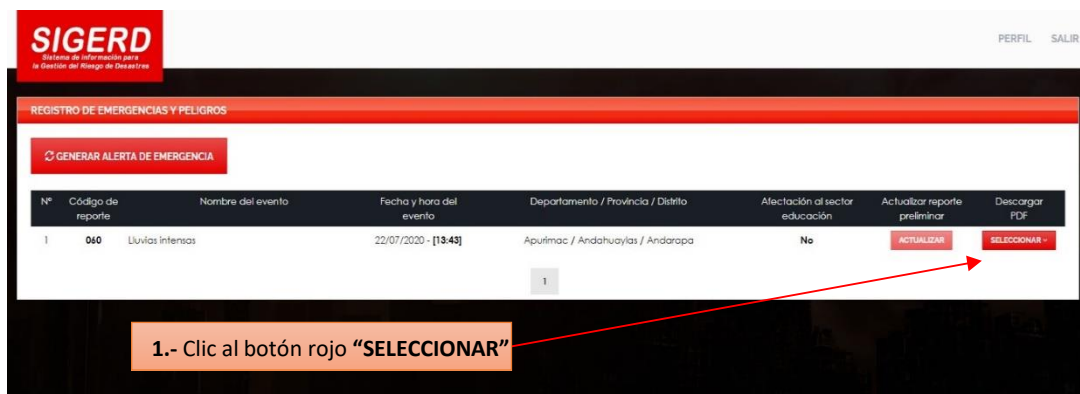 SIGERD
Sistema de Información para
la Gestión del Riesgo de Desastres
PERFIL SALIR
REGISTRO DE EMERGENCIAS Y PELIGROS
GENERAR ALERTA DE EMERGENCIA
Nº Código de reporte Nombre del evento Fecha y hora del evento Departamento / Provincia / Distrito Afectación al sector educación Actualizar reporte preliminar Descargar PDF
1 060 Lluvias intensas 22/07/2020 - [13:43] Apurimac / Andahuaylas / Andarapa No ACTUALIZAR SELECCIONAR
1
1.- Clic al botón rojo “SELECCIONAR”